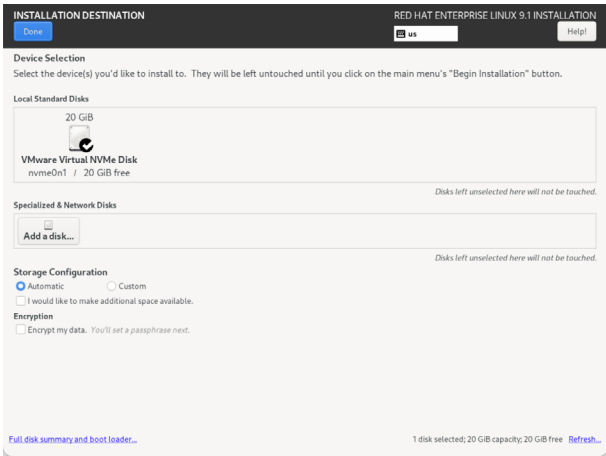 INSTALLATION DESTINATION
RED HAT ENTERPRISE LINUX 9.1 INSTALLATION
Done
us
Help!
Device Selection
Select the device(s) you'd like to install to. They will be left untouched until you click on the main menu's "Begin Installation" button.
Local Standard Disks
20 GiB
VMware Virtual NVMe Disk
nvme0n1 / 20 GiB free
Disks left unselected here will not be touched.
Specialized & Network Disks
Add a disk...
Disks left unselected here will not be touched.
Storage Configuration
Automatic Custom
I would like to make additional space available.
Encryption
Encrypt my data. You'll set a passphrase next.
Full disk summary and boot loader...
1 disk selected; 20 GiB capacity; 20 GiB free Refresh...